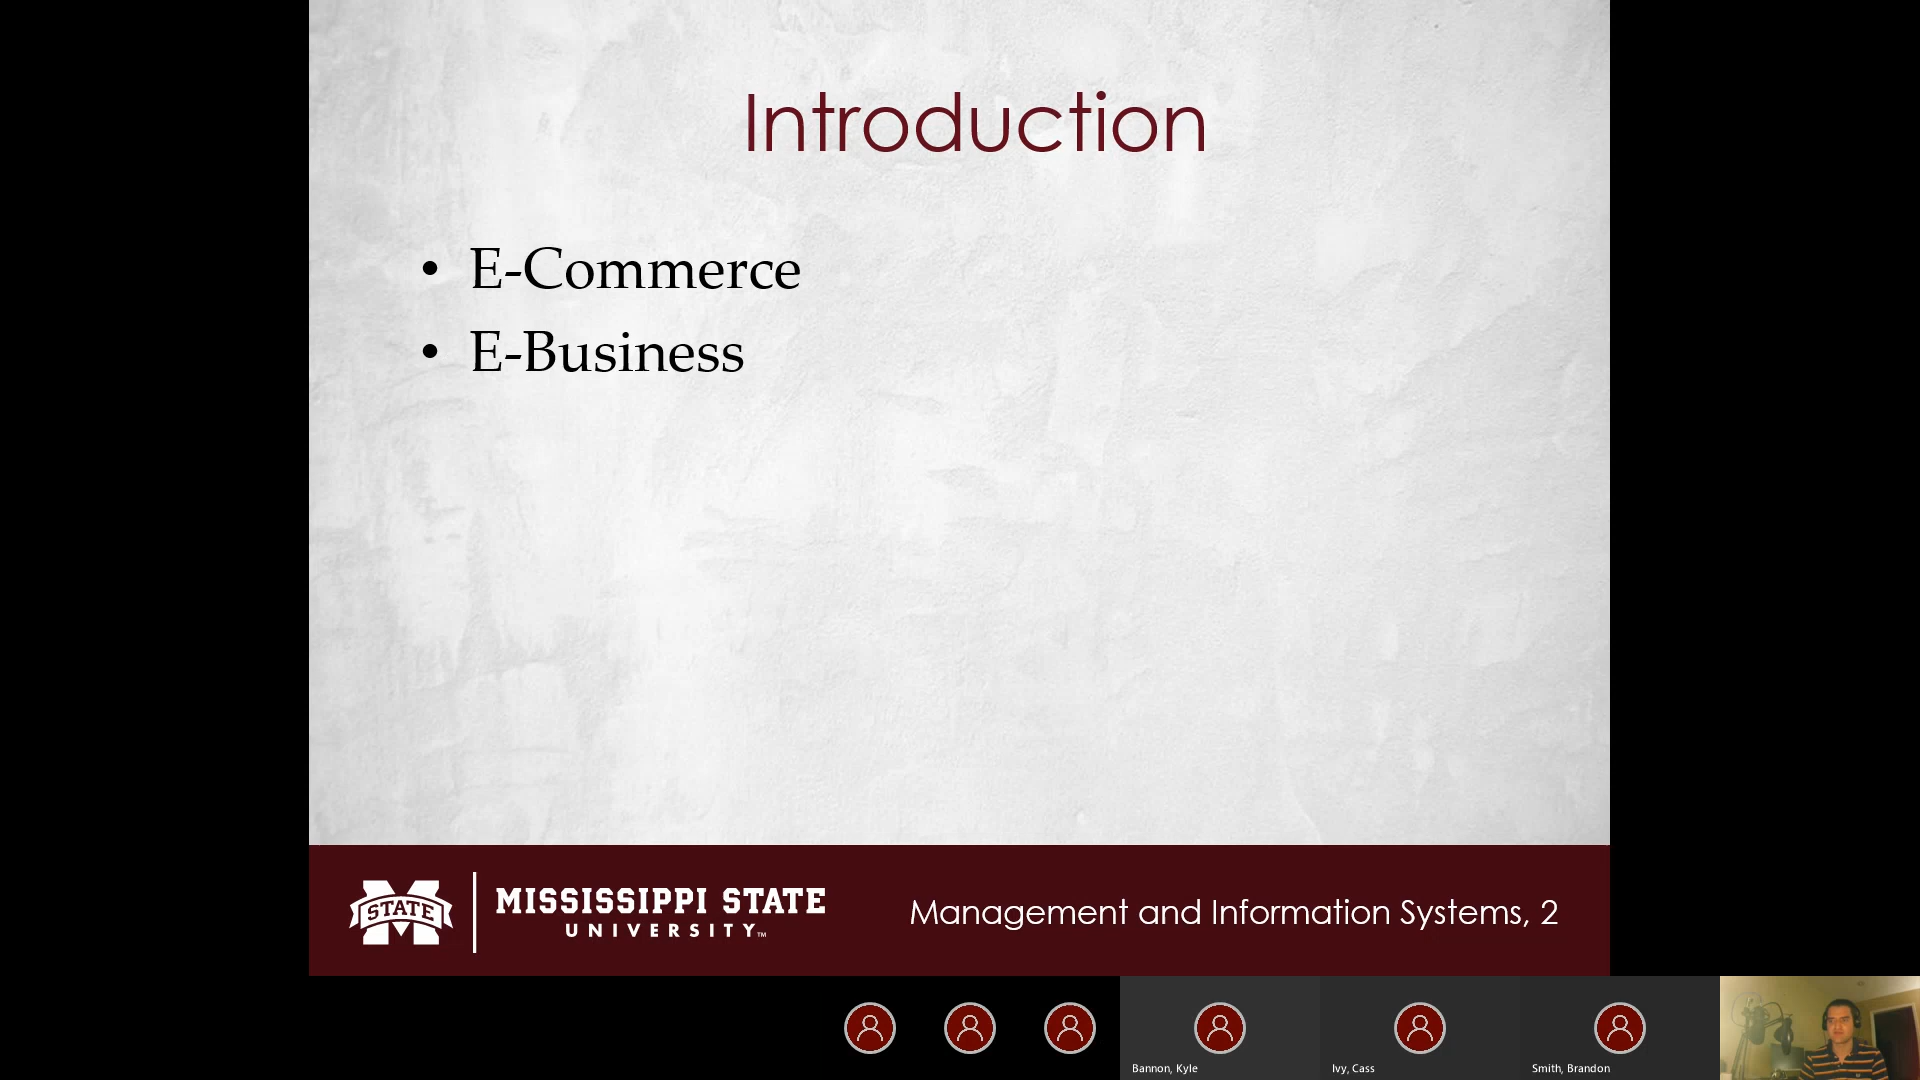 Introduction
• E-Commerce
• E-Business
STATE
MISSISSIPPI STATE
UNIVERSITY™
Management and Information Systems, 2
Bannon, Kyle
Ivy, Cass
Smith, Brandon